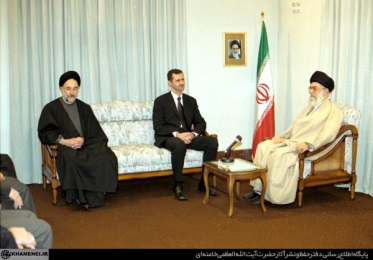 KHAMENEI.IR
پایگاه اطلاع رسانی دفتر حفظ و نشر آثار حضرت آیت الله العظمی خامنه‌ای